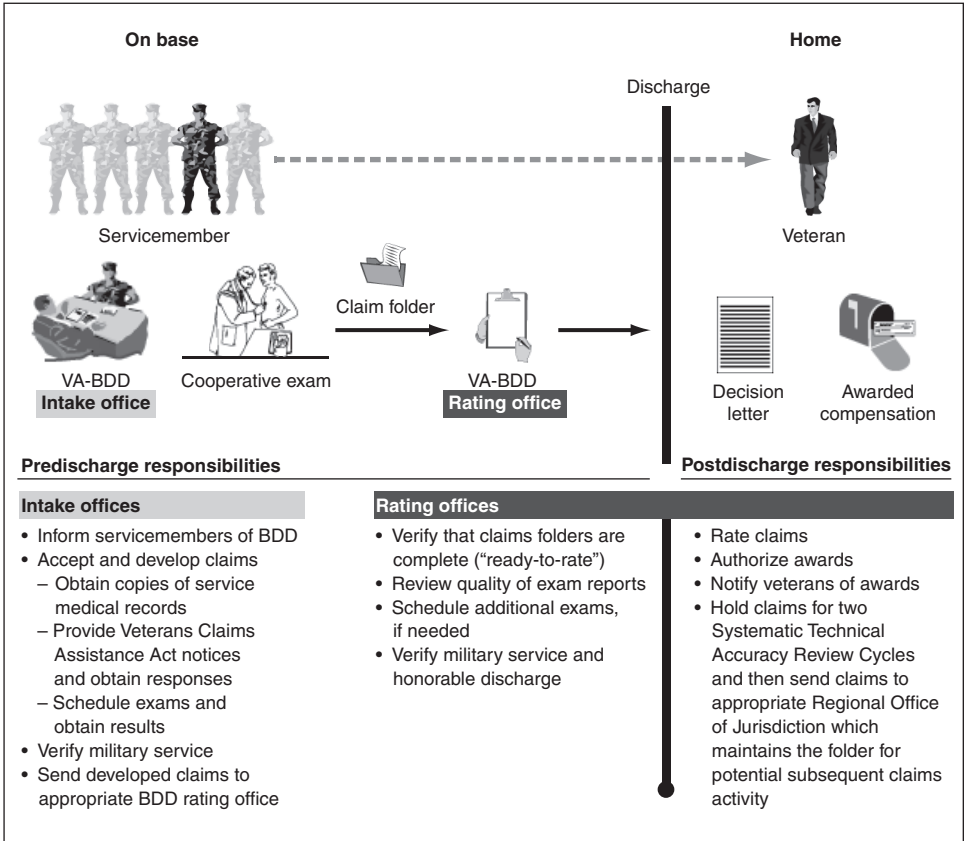 On base
Home
Discharge
Servicemember
Veteran
Claim folder
VA-BDD
Intake office
Cooperative exam
VA-BDD
Rating office
Decision
letter
Awarded
compensation
Predischarge responsibilities
Postdischarge responsibilities
Intake offices
• Inform servicemembers of BDD
• Accept and develop claims
– Obtain copies of service
medical records
– Provide Veterans Claims
Assistance Act notices
and obtain responses
– Schedule exams and
obtain results
• Verify military service
• Send developed claims to
appropriate BDD rating office
Rating offices
• Verify that claims folders are
complete (“ready-to-rate”)
• Review quality of exam reports
• Schedule additional exams,
if needed
• Verify military service and
honorable discharge
• Rate claims
• Authorize awards
• Notify veterans of awards
• Hold claims for two
Systematic Technical
Accuracy Review Cycles
and then send claims to
appropriate Regional Office
of Jurisdiction which
maintains the folder for
potential subsequent claims
activity